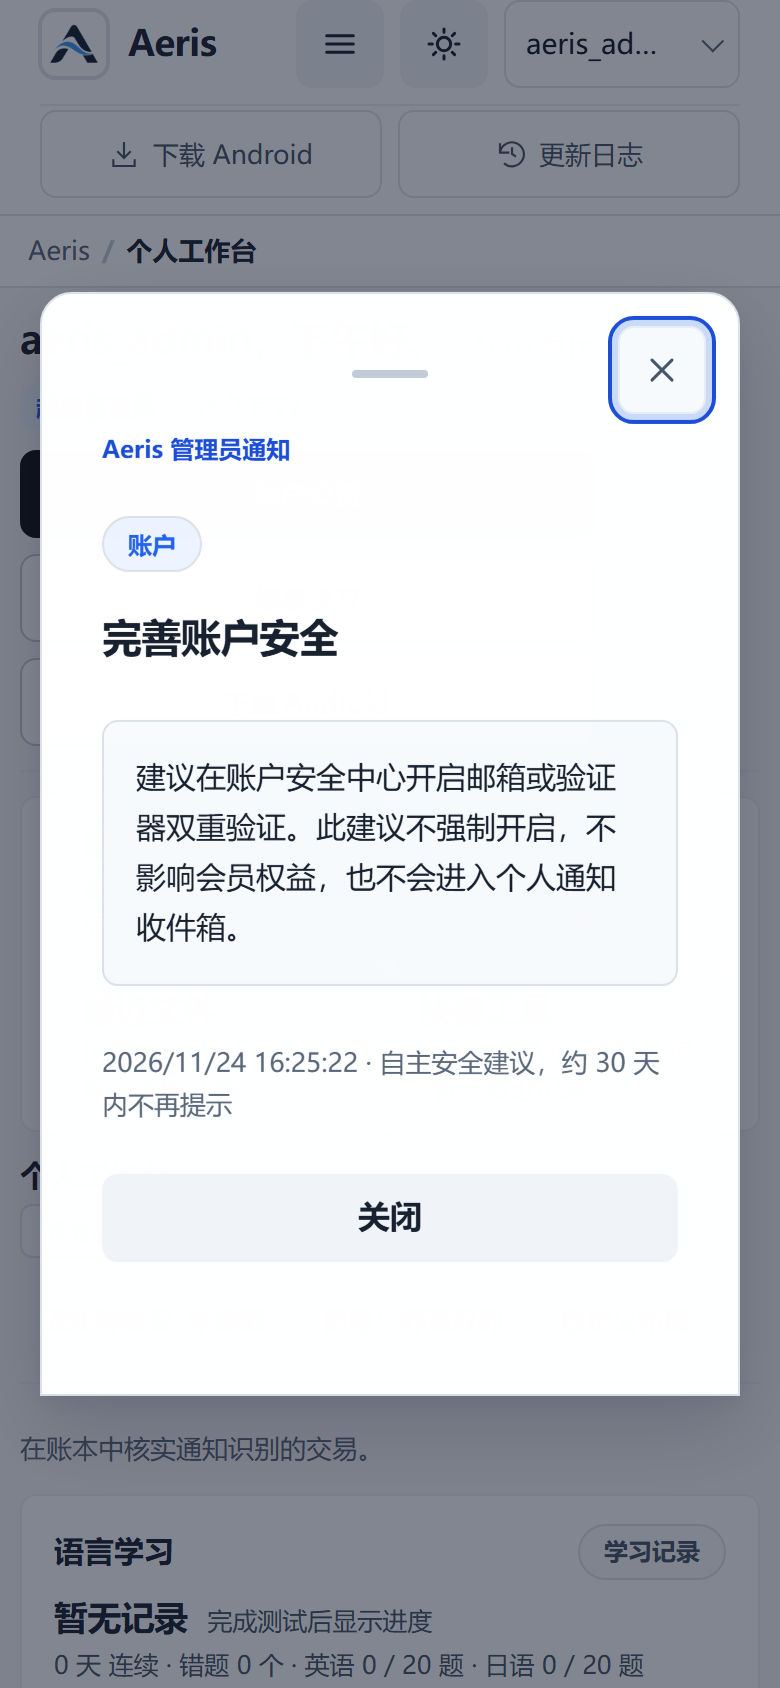 Aeris
aeris_ad...
下载 Android
更新日志
Aeris / 个人工作台
a
Aeris 管理员通知
账户
完善账户安全
建议在账户安全中心开启邮箱或验证
器双重验证。此建议不强制开启，不
影响会员权益，也不会进入个人通知
收件箱。
2026/11/24 16:25:22 · 自主安全建议，约 30 天
内不再提示
个
关闭
在账本中核实通知识别的交易。
语言学习
学习记录
暂无记录 完成测试后显示进度
0 天 连续 · 错题 0 个 · 英语 0 / 20 题 · 日语 0 / 20 题